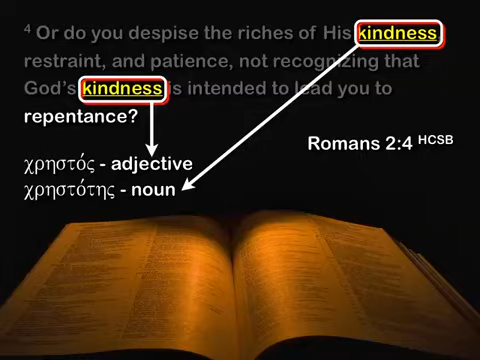 4 Or do you despise the riches of His kindness,
restraint, and patience, not recognizing that
God's kindness is intended to lead you to
repentance?
Romans 2:4 HCSB
χρηστός - adjective
χρηστότης - noun